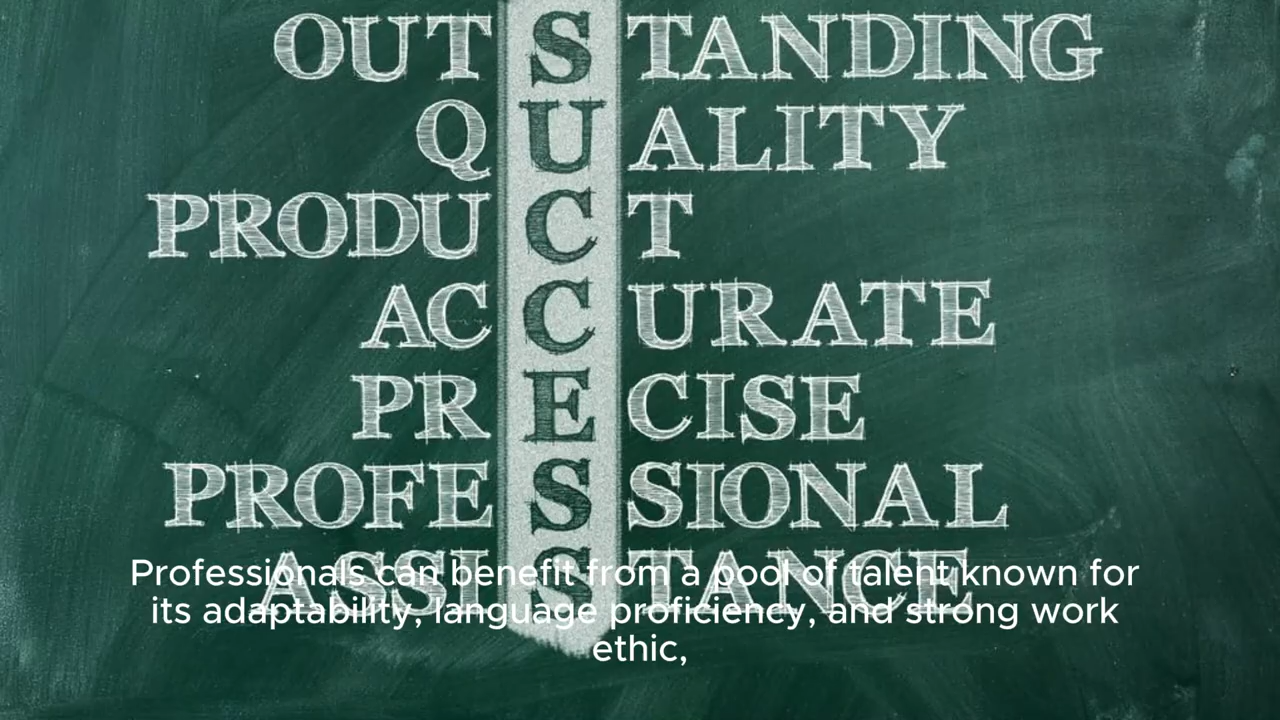 OUTSTANDING
QUALITY
PRODUCT
ACCURATE
PRECISE
PROFESSIONAL
ASSISTANCE
Professionals can benefit from a pool of talent known for
its adaptability, language proficiency, and strong work
ethic,